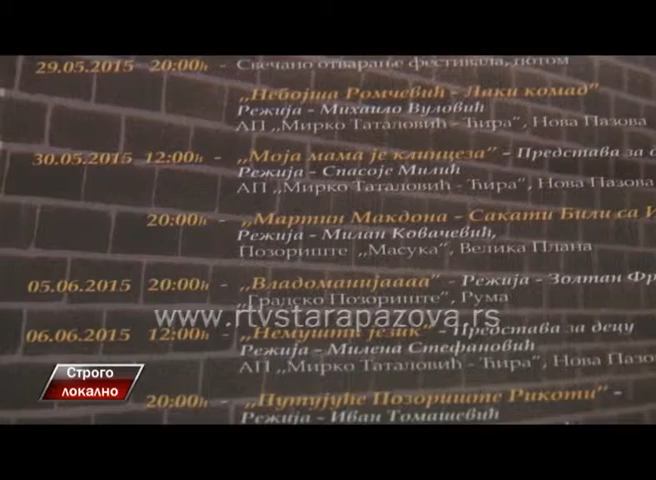 29.05.2015 20:00h - Свечано отварање фестивала, потом
„Небојша Ромчевић - Лаки комад"
Режија - Михаило Вуловић
АП „Мирко Таталовић - Ћира", Нова Пазова
30.05.2015 12:00h - „Моја мама је клинцеза" - Представа за
Режија - Спасоје Милић
АП „Мирко Таталовић - Ћира", Нова Пазова
20:00h - „Мартин Макдона - Сакати Били са
Режија - Милан Ковачевић,
Позориште „Масука", Велика Плана
05.06.2015 20:00h - „Владоманијаааа" - Режија - Золтан
„Градско Позориште", Рума
www.rtvstarapazova.rs
06.06.2015 12:00h - „Немушти језик" - Представа за децу
Режија - Милена Стефановић
АП „Мирко Таталовић - Ћира", Нова
Строго
локално
20:00h - „Путујуће Позориште Рикоти" -
Режија - Иван Томашевић